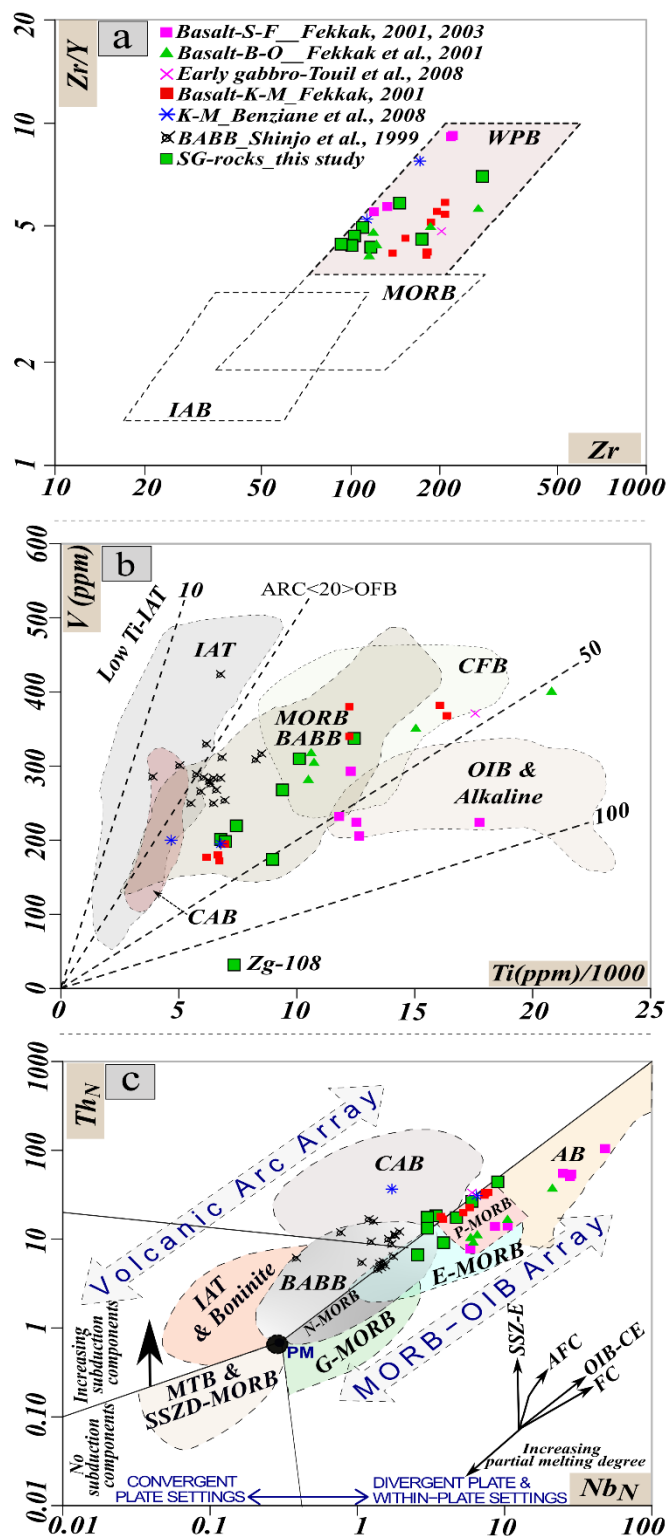 a
Zr/Y
20
10
5
2
1
Basalt-S-F__Fekkak, 2001, 2003
Basalt-B-O__Fekkak et al., 2001
Early gabbro-Touil et al., 2008
Basalt-K-M_Fekkak, 2001
K-M_Benziane et al., 2008
BABB_Shinjo et al., 1999
SG-rocks_this study
WPB
MORB
IAB
10
20
50
100
200
500
1000
Zr
b
V (ppm)
600
500
400
300
200
100
0
Low Ti-IAT
10
ARC<20>OFB
50
100
IAT
CFB
MORB
BABB
OIB &
Alkaline
CAB
Zg-108
Ti(ppm)/1000
0
5
10
15
20
25
c
ThN
1000
100
10
1
0.10
0.01
Volcanic Arc Array
CAB
AB
P-MORB
E-MORB
IAT
& Boninite
BABB
N-MORB
G-MORB
MORB-OIB Array
PM
MTB &
SSZD-MORB
Increasing
subduction
components
No
subduction
components
SSZ-E
AFC
OIB-CE
FC
Increasing
partial melting degree
CONVERGENT
PLATE SETTINGS
DIVERGENT PLATE &
WITHIN-PLATE SETTINGS
NbN
0.01
0.1
1
10
100